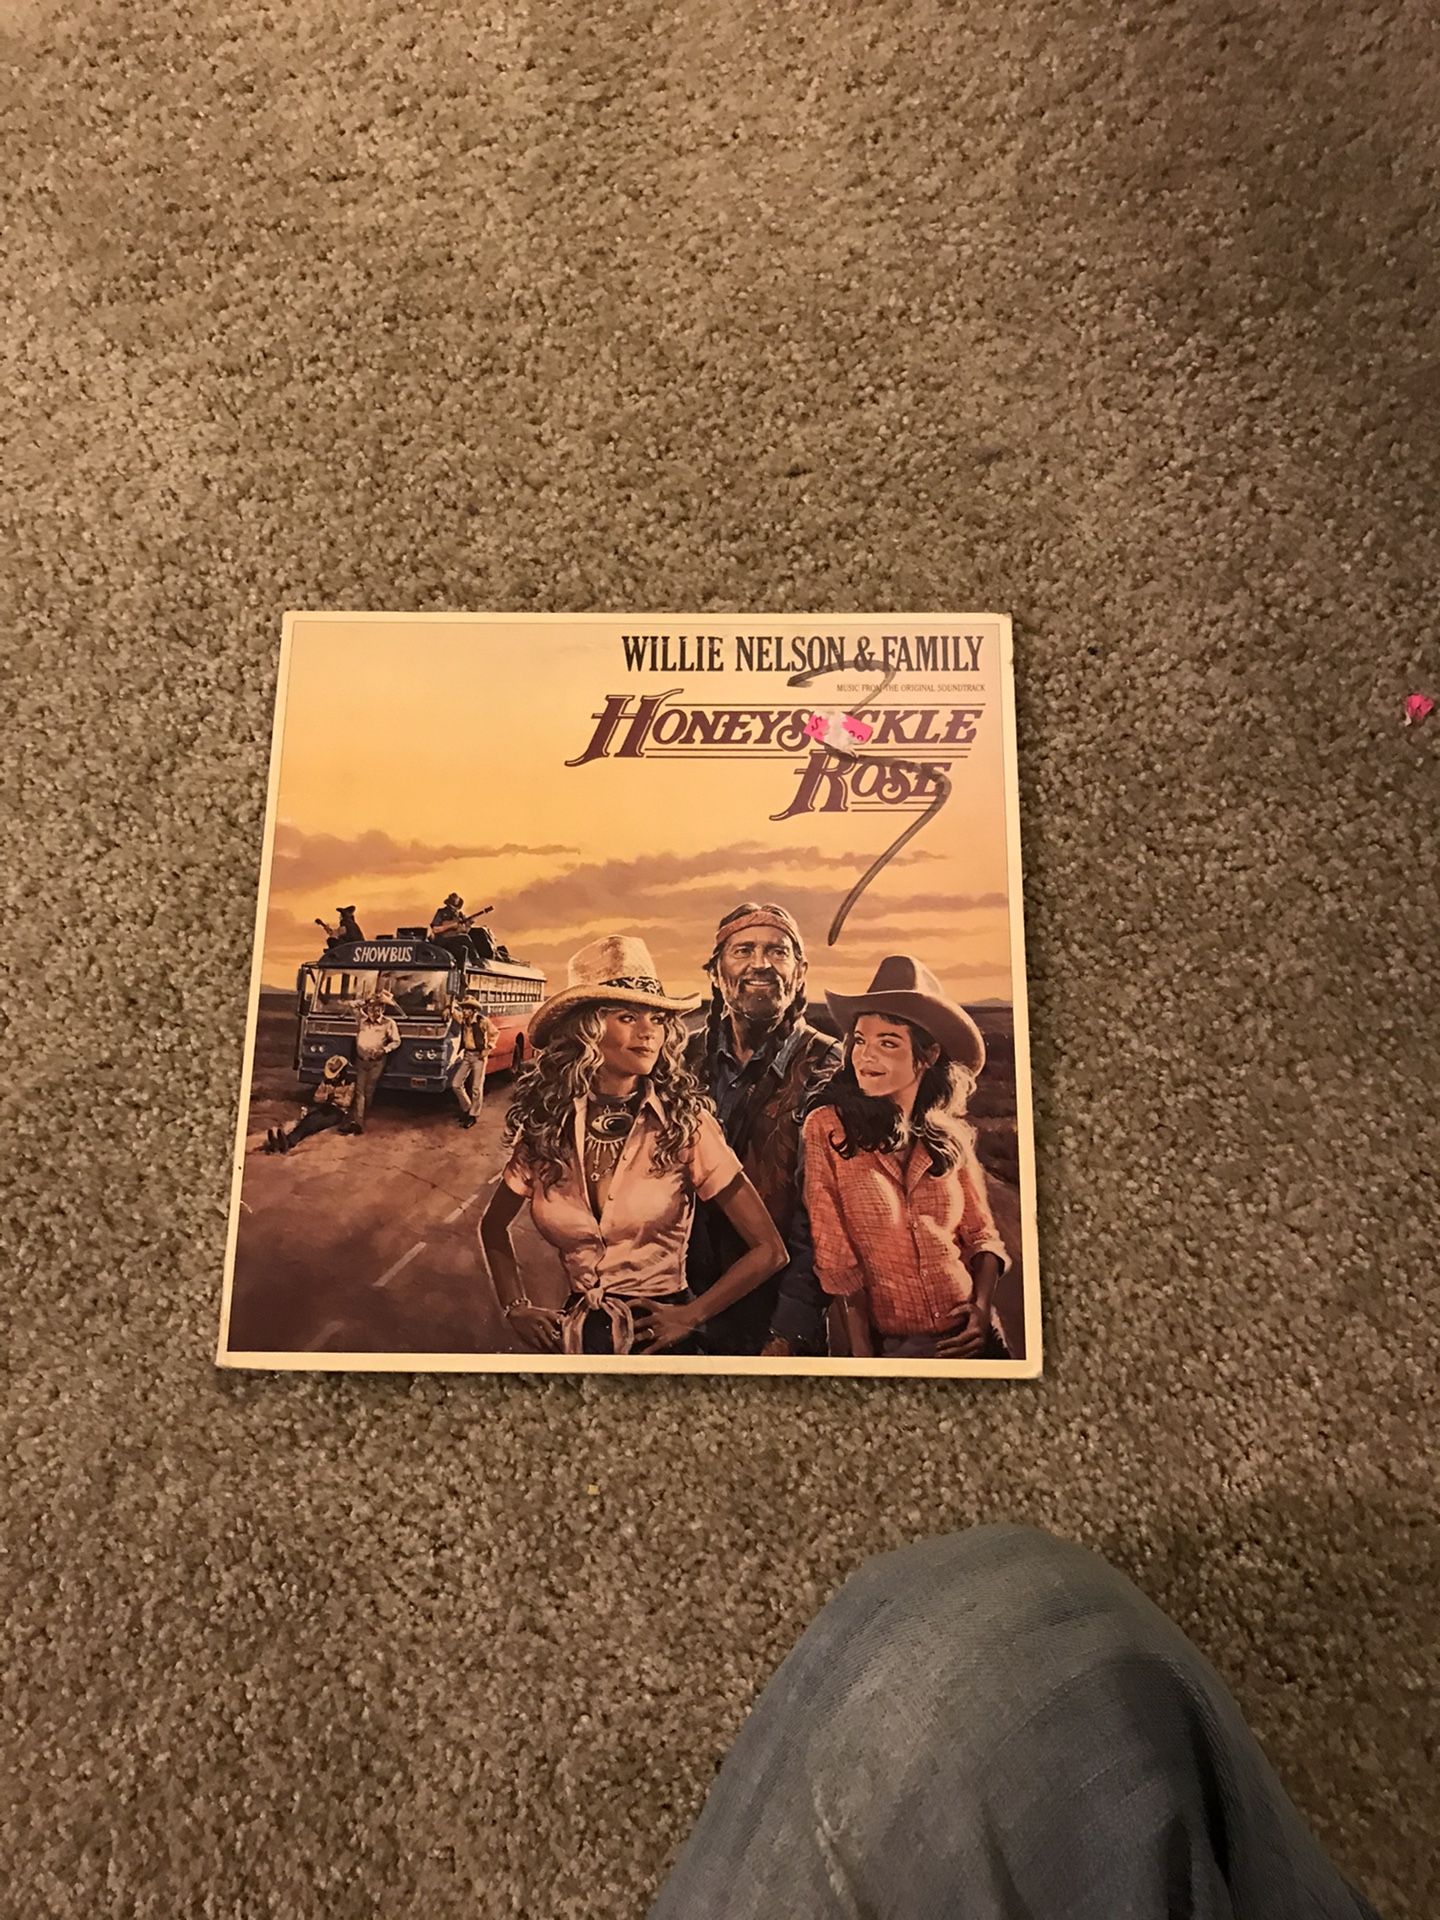 WILLIE NELSON & FAMILY
MUSIC FROM THE ORIGINAL SOUNDTRACK
HONEYSUCKLE
ROSE
SHOWBUS